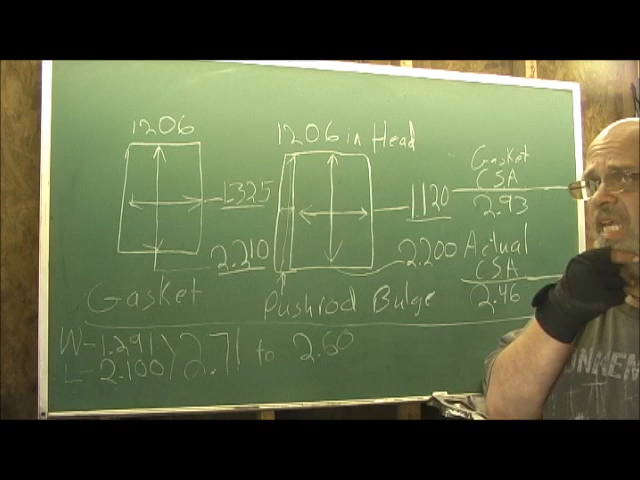 1206
1.325
2.210
Gasket
1206 in Head
1.120
2.200
Pushrod Bulge
Gasket
CSA
2.93
Actual
CSA
2.46
W-1.291
L-2.100
2.71 to 2.60